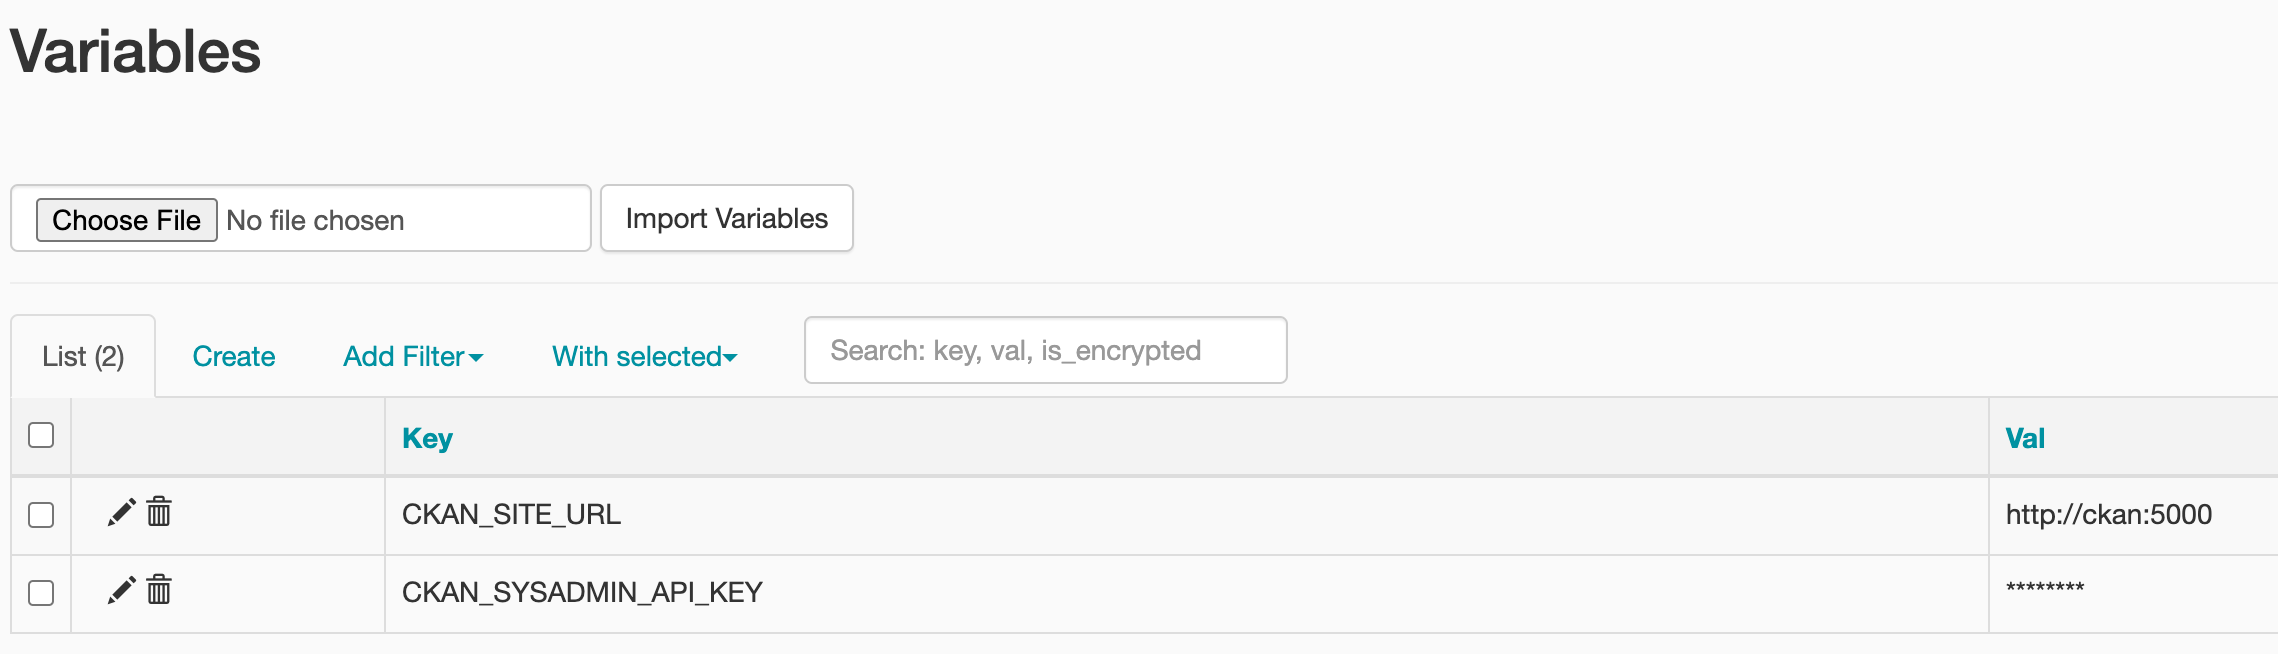 Variables
Choose File No file chosen Import Variables
List (2) Create Add Filter With selected Search: key, val, is_encrypted
Key Val
CKAN_SITE_URL http://ckan:5000
CKAN_SYSADMIN_API_KEY ********